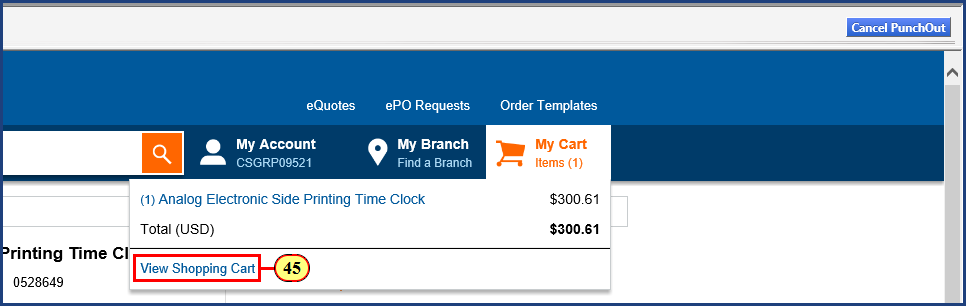 Cancel PunchOut
eQuotes ePO Requests Order Templates
My Account My Branch My Cart
CSGRP09521 Find a Branch Items (1)
(1) Analog Electronic Side Printing Time Clock $300.61
Total (USD) $300.61
Printing Time Cl
View Shopping Cart 45
0528649